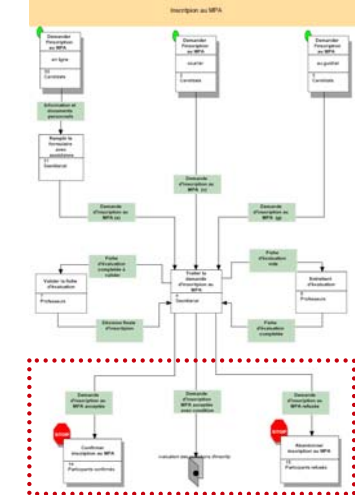 Inscription au MPA
Demander
l'inscription
au MPA
en ligne
Candidats
Demander
l'inscription
au MPA
courrier
Candidats
Demander
l'inscription
au MPA
au guichet
Candidats
Information et
documents
personnels
Remplir le
formulaire
avec
assistance
Secrétariat
Demande
d'inscription au
MPA (e)
Demande
d'inscription au
MPA (c)
Demande
d'inscription au
MPA (g)
Fiche
d'évaluation
complétée à
valider
Fiche
d'évaluation
Valider la fiche
d'évaluation
Professeurs
Traiter la
demande
d'inscription au
MPA
Secrétariat
Entretien
d'évaluation
Professeurs
Décision finale
d'inscription
Fiche
d'évaluation
complétée
Demande
d'inscription au
MPA acceptée
Demande
d'inscription
MPA acceptée
avec condition
Demande
d'inscription au
MPA refusée
STOP
Confirmer
inscription au MPA
Participants confirmés
STOP
Abandonner
inscription au MPA
Participants refusés